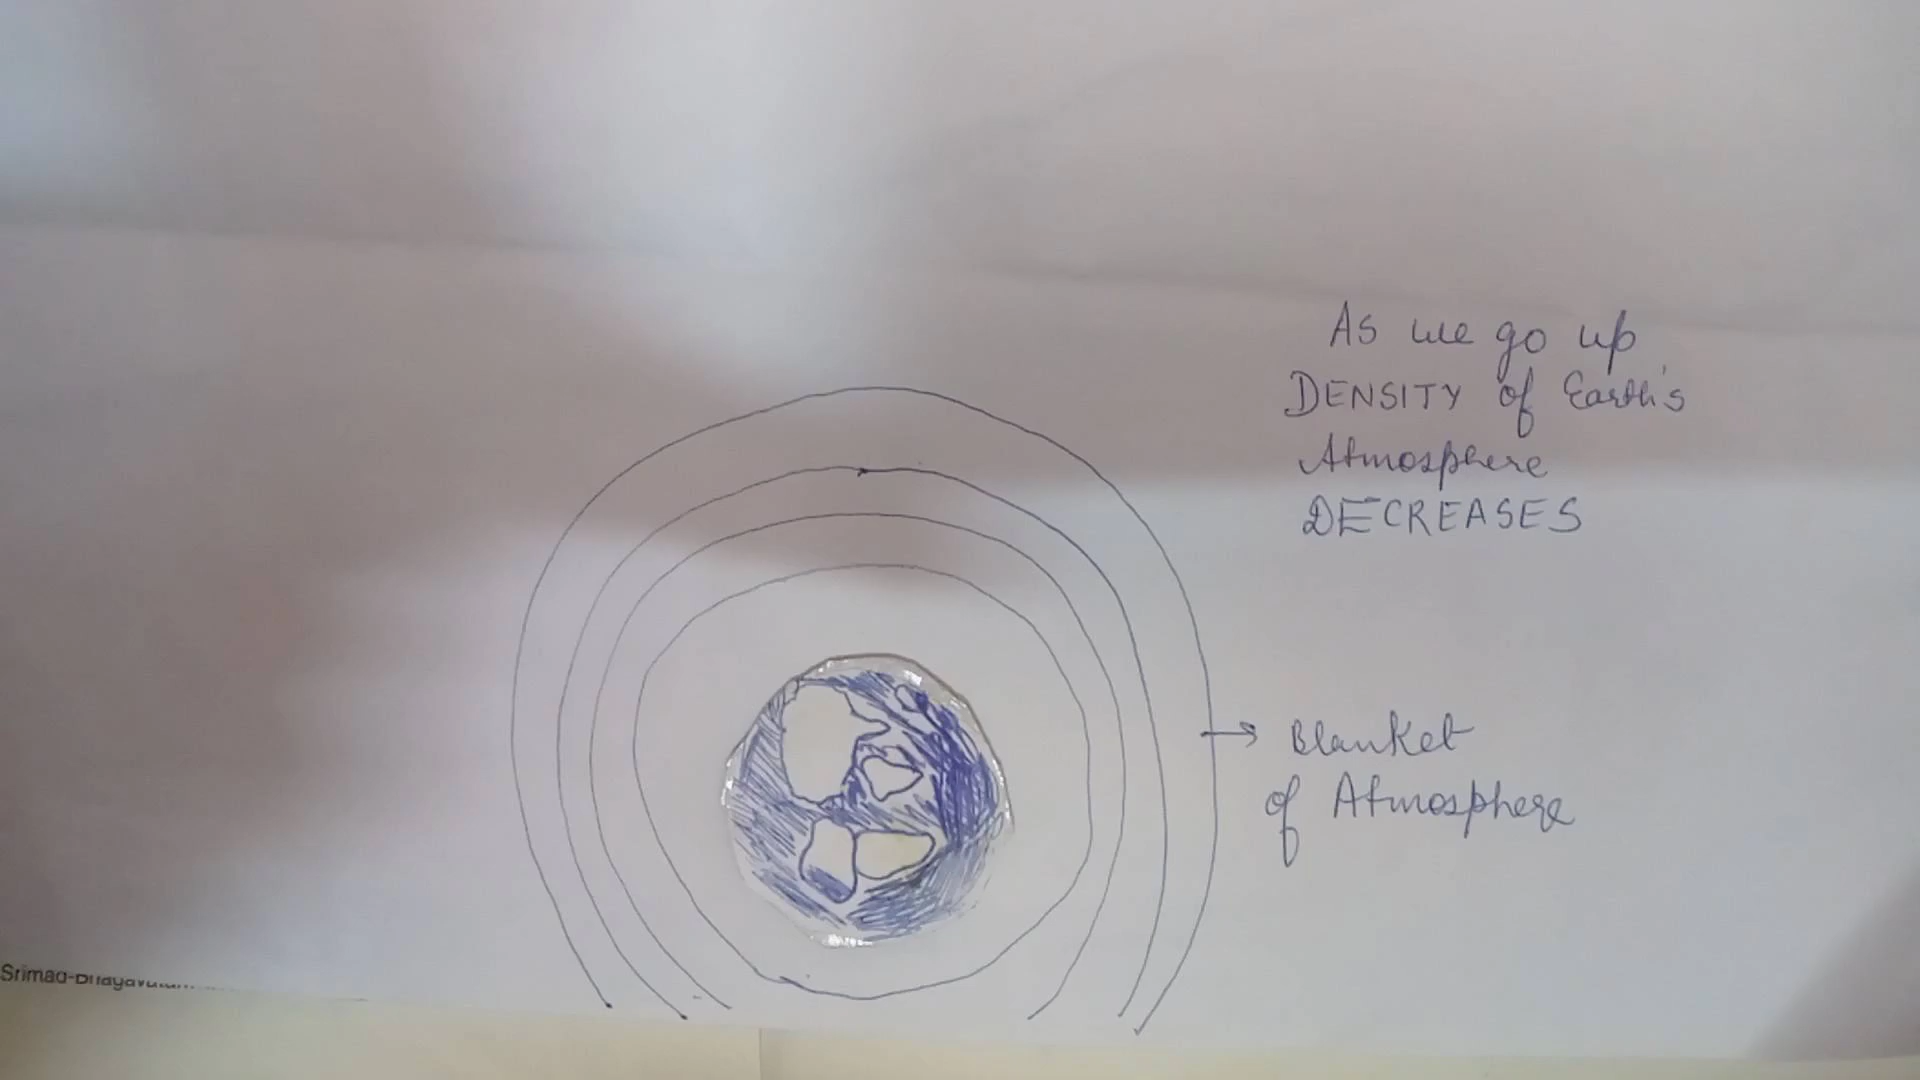 As we go up
DENSITY of Earth's
Atmosphere
DECREASES
Blanket
of Atmosphere